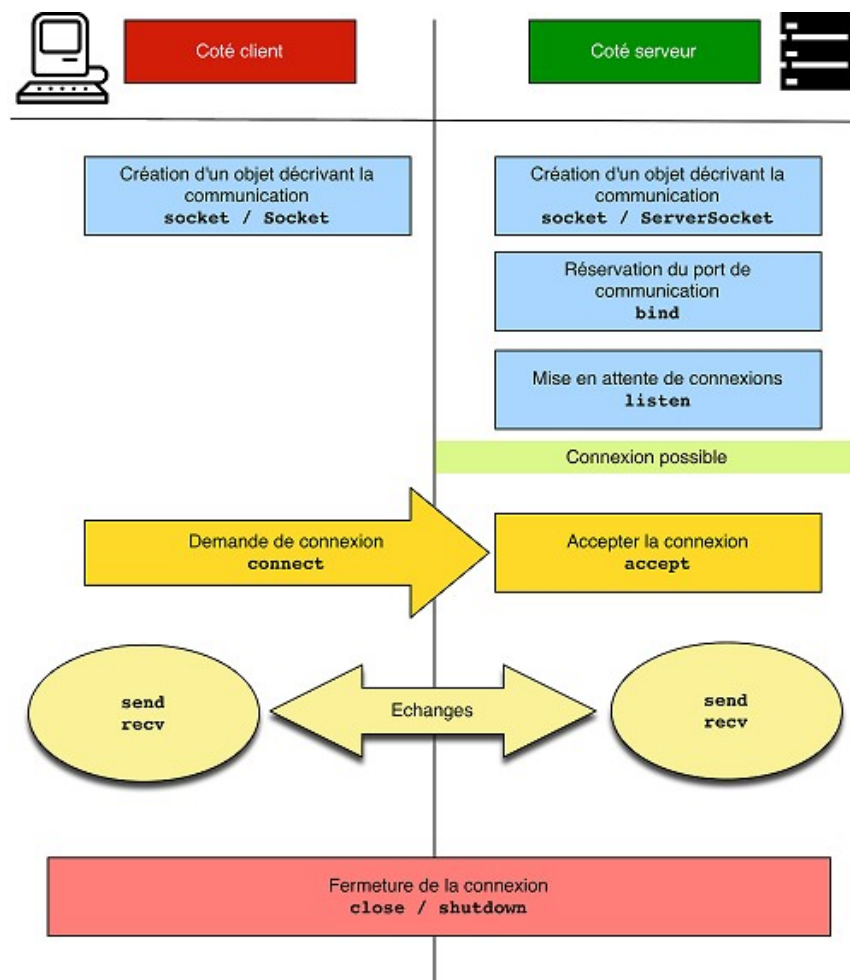 Coté client
Coté serveur
Création d'un objet décrivant la
communication
socket / Socket
Création d'un objet décrivant la
communication
socket / ServerSocket
Réservation du port de
communication
bind
Mise en attente de connexions
listen
Connexion possible
Demande de connexion
connect
Accepter la connexion
accept
send
recv
Echanges
send
recv
Fermeture de la connexion
close / shutdown